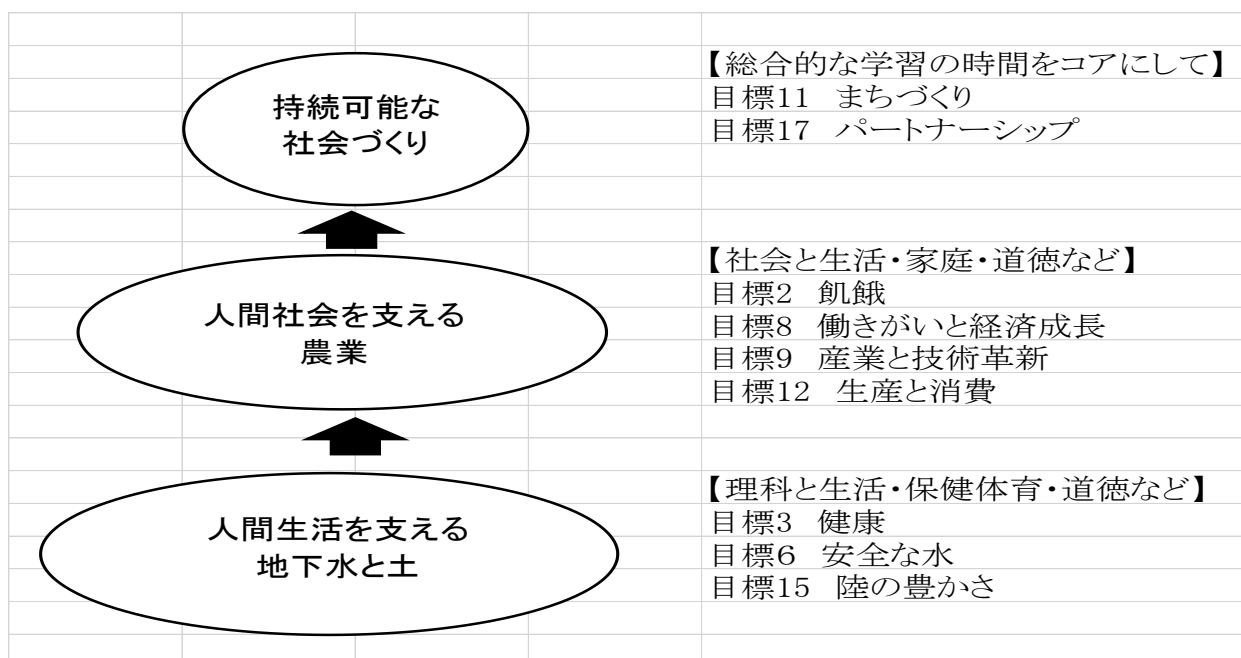 持続可能な
社会づくり
【総合的な学習の時間をコアにして】
目標11　まちづくり
目標17　パートナーシップ
人間社会を支える
農業
【社会と生活・家庭・道徳など】
目標2　飢餓
目標8　働きがいと経済成長
目標9　産業と技術革新
目標12　生産と消費
人間生活を支える
地下水と土
【理科と生活・保健体育・道徳など】
目標3　健康
目標6　安全な水
目標15　陸の豊かさ